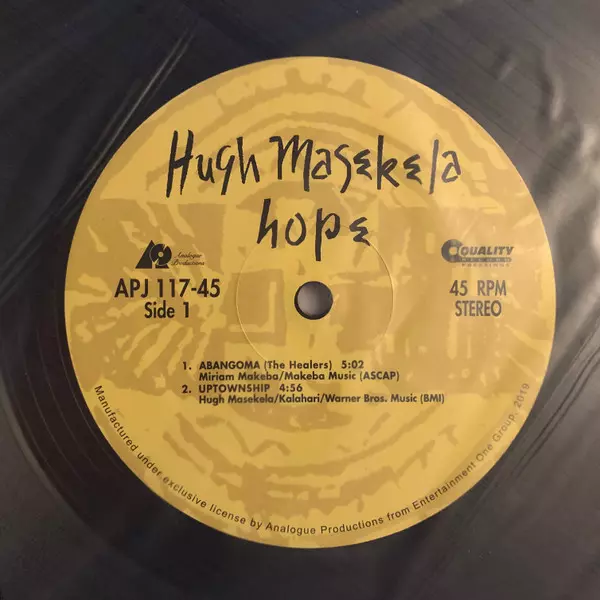 Hugh Masekela
hope
Analogue
Productions
QUALITY
RECORD
PRESSINGS
APJ 117-45
Side 1
45 RPM
STEREO
1. ABANGOMA (The Healers) 5:02
Miriam Makeba/Makeba Music (ASCAP)
2. UPTOWNSHIP 4:56
Hugh Masekela/Kalahari/Warner Bros. Music (BMI)
Manufactured under exclusive license by Analogue Productions from Entertainment One Group, 2019